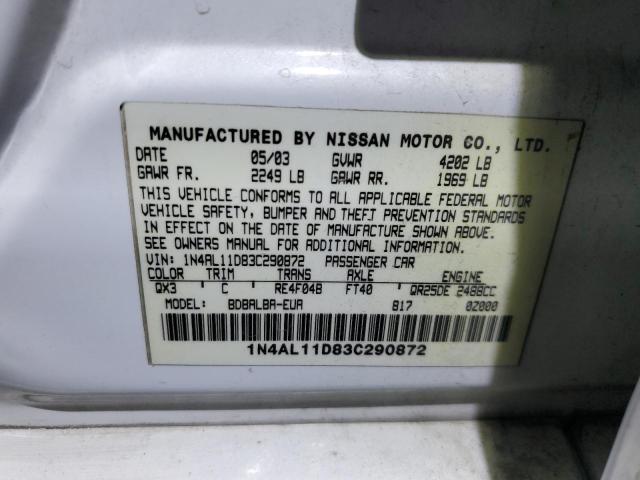 MANUFACTURED BY NISSAN MOTOR CO., LTD.
DATE 05/03 GVWR 4202 LB
GAWR FR. 2249 LB GAWR RR. 1969 LB
THIS VEHICLE CONFORMS TO ALL APPLICABLE FEDERAL MOTOR
VEHICLE SAFETY, BUMPER AND THEFT PREVENTION STANDARDS
IN EFFECT ON THE DATE OF MANUFACTURE SHOWN ABOVE.
SEE OWNERS MANUAL FOR ADDITIONAL INFORMATION.
VIN: 1N4AL11D83C290872 PASSENGER CAR
COLOR TRIM TRANS AXLE ENGINE
QX3 C RE4F04B FT40 QR25DE 2488CC
MODEL: BDBALBA-EUA B17 0Z000
1N4AL11D83C290872